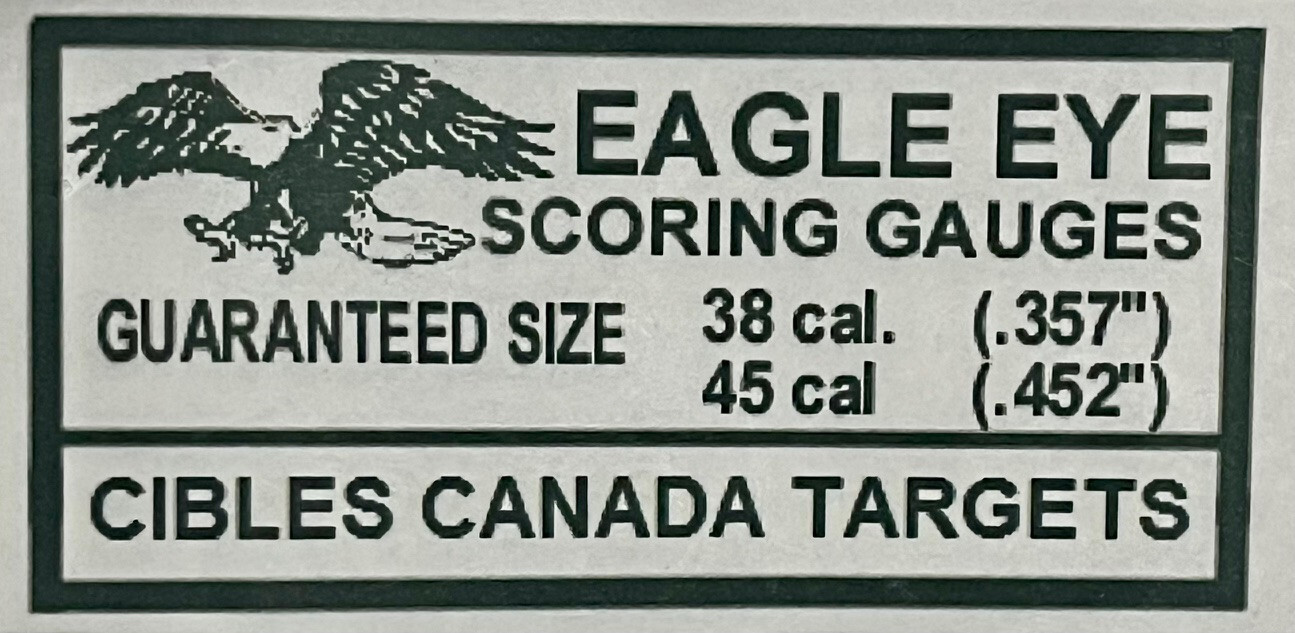 EAGLE EYE
SCORING GAUGES
GUARANTEED SIZE 38 cal. (.357")
45 cal (.452")
CIBLES CANADA TARGETS